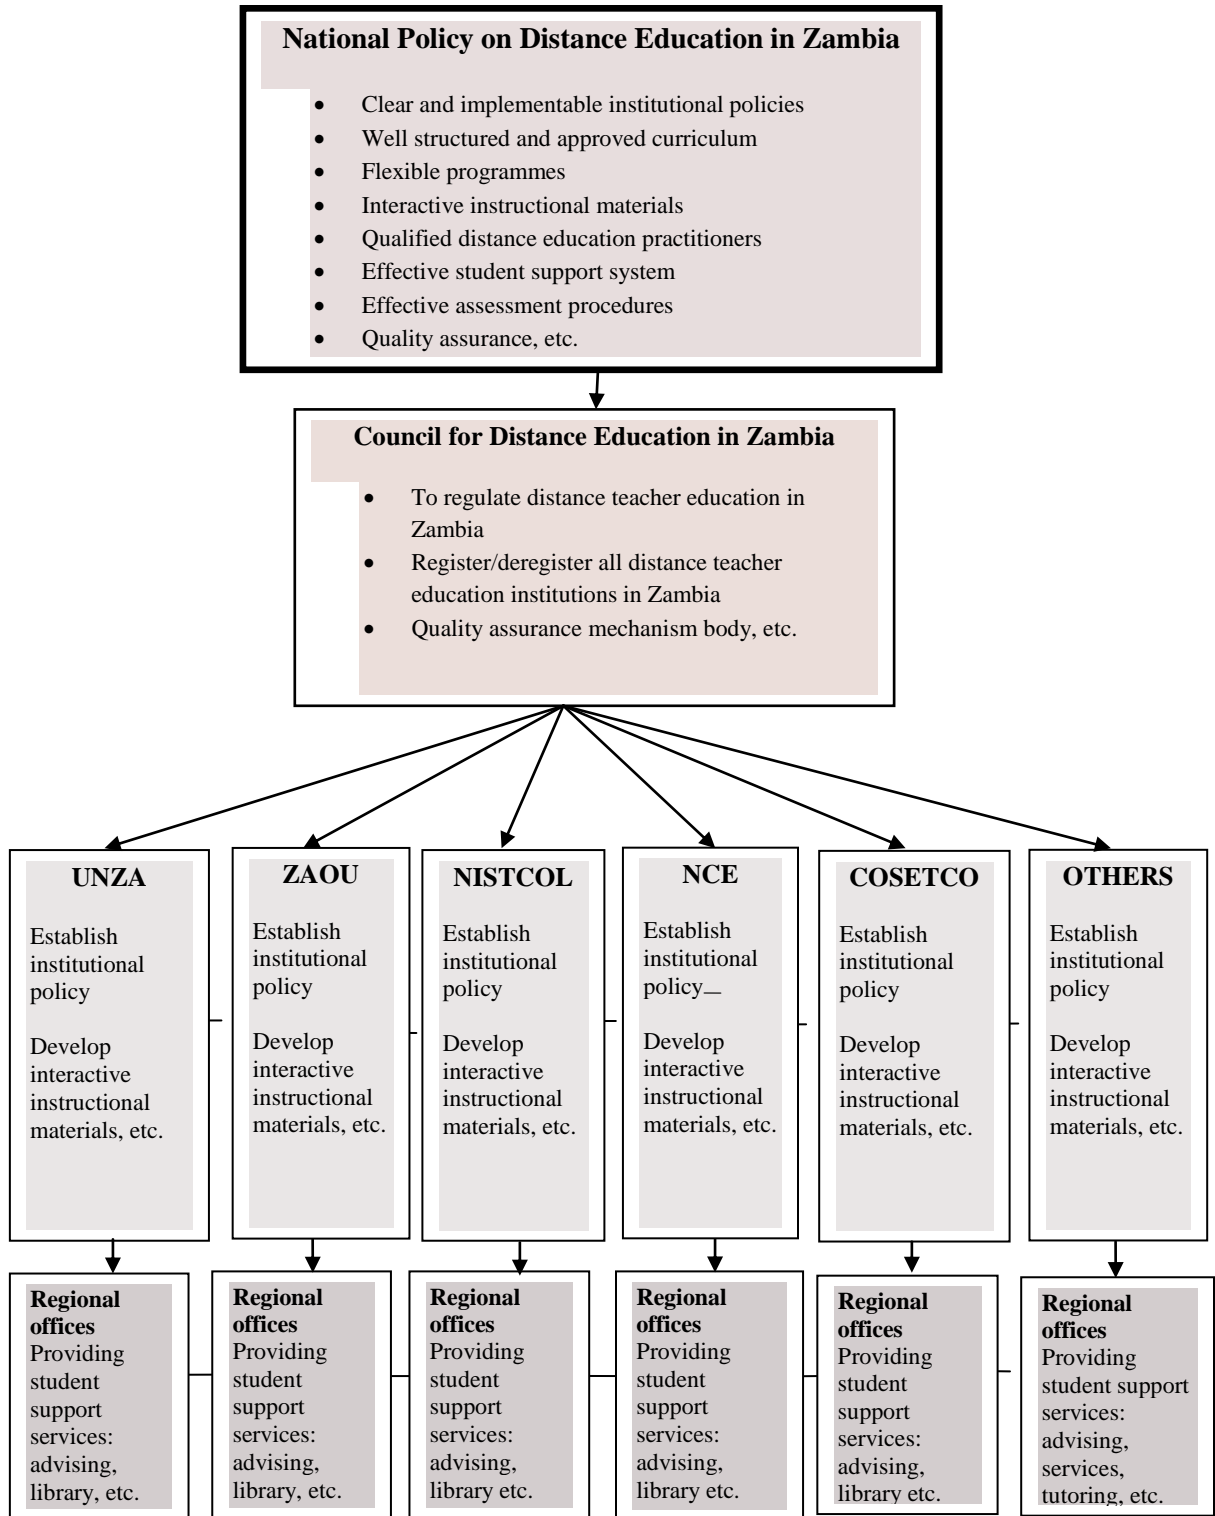 National Policy on Distance Education in Zambia
• Clear and implementable institutional policies
• Well structured and approved curriculum
• Flexible programmes
• Interactive instructional materials
• Qualified distance education practitioners
• Effective student support system
• Effective assessment procedures
• Quality assurance, etc.
Council for Distance Education in Zambia
• To regulate distance teacher education in
Zambia
• Register/deregister all distance teacher
education institutions in Zambia
• Quality assurance mechanism body, etc.
UNZA
Establish
institutional
policy
Develop
interactive
instructional
materials, etc.
ZAOU
Establish
institutional
policy
Develop
interactive
instructional
materials, etc.
NISTCOL
Establish
institutional
policy
Develop
interactive
instructional
materials, etc.
NCE
Establish
institutional
policy
Develop
interactive
instructional
materials, etc.
COSETCO
Establish
institutional
policy
Develop
interactive
instructional
materials, etc.
OTHERS
Establish
institutional
policy
Develop
interactive
instructional
materials, etc.
Regional
offices
Providing
student
support
services:
advising,
library, etc.
Regional
offices
Providing
student
support
services:
advising,
library, etc.
Regional
offices
Providing
student
support
services:
advising,
library etc.
Regional
offices
Providing
student
support
services:
advising,
library etc.
Regional
offices
Providing
student
support
services:
advising,
library etc.
Regional
offices
Providing
student support
services:
advising,
services,
tutoring, etc.